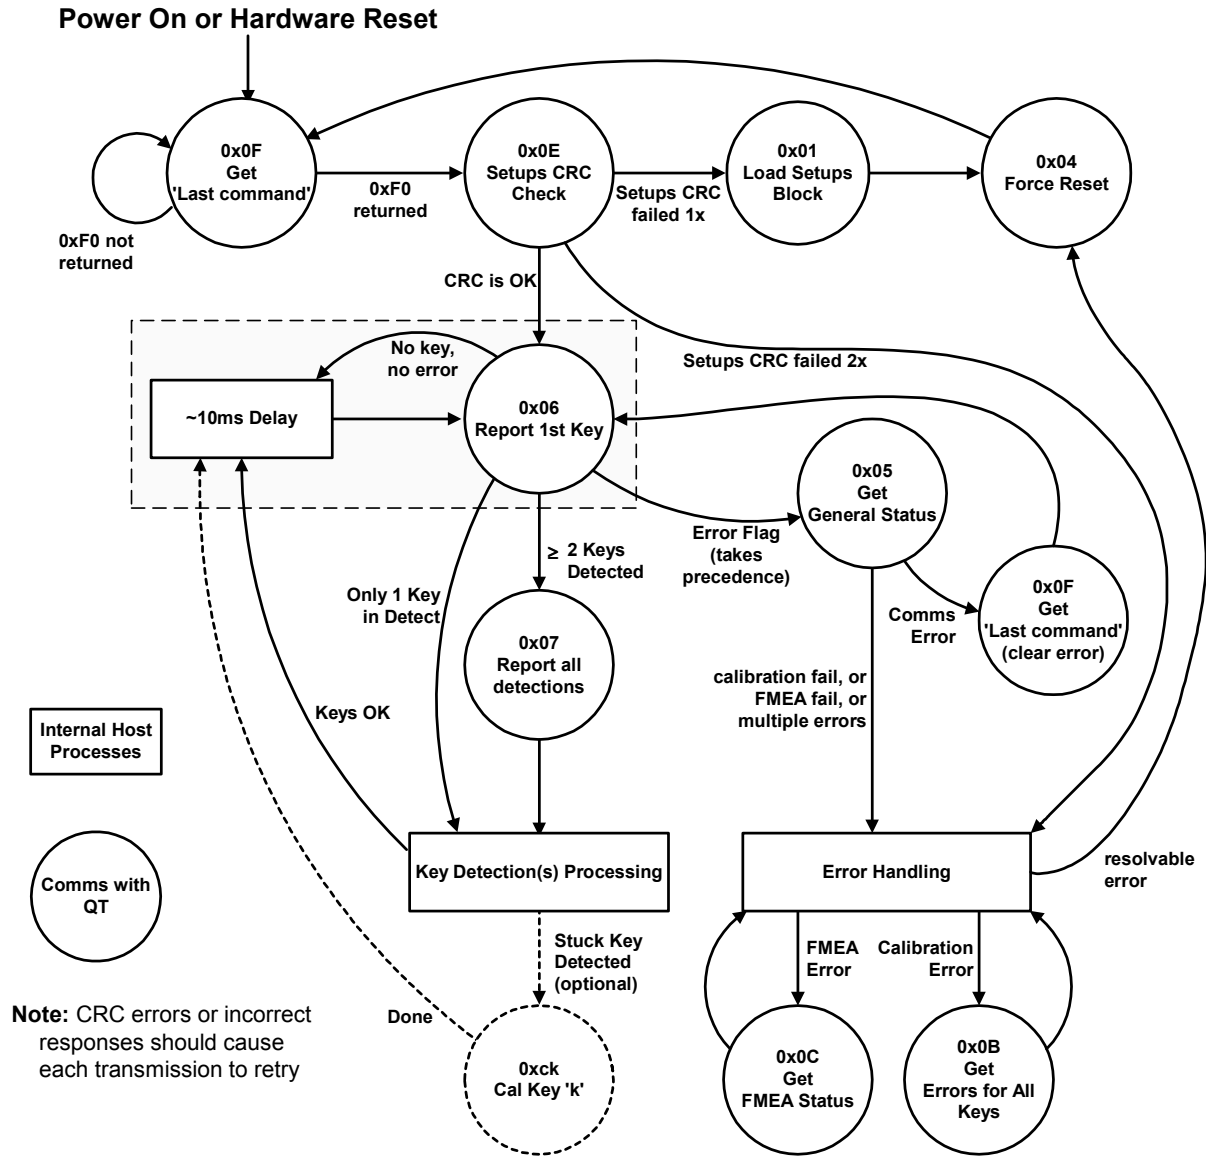 Power On or Hardware Reset
0x0F
Get
'Last command'
0xF0 not
returned
0xF0
returned
0x0E
Setups CRC
Check
Setups CRC
failed 1x
0x01
Load Setups
Block
0x04
Force Reset
CRC is OK
Setups CRC failed 2x
No key,
no error
~10ms Delay
0x06
Report 1st Key
0x05
Get
General Status
Error Flag
(takes
precedence)
≥ 2 Keys
Detected
Only 1 Key
in Detect
0x07
Report all
detections
Comms
Error
0x0F
Get
'Last command'
(clear error)
calibration fail, or
FMEA fail, or
multiple errors
Keys OK
Internal Host
Processes
Key Detection(s) Processing
Error Handling
resolvable
error
Comms with
QT
Stuck Key
Detected
(optional)
FMEA
Error
Calibration
Error
Done
Note: CRC errors or incorrect
responses should cause
each transmission to retry
0xck
Cal Key 'k'
0x0C
Get
FMEA Status
0x0B
Get
Errors for All
Keys